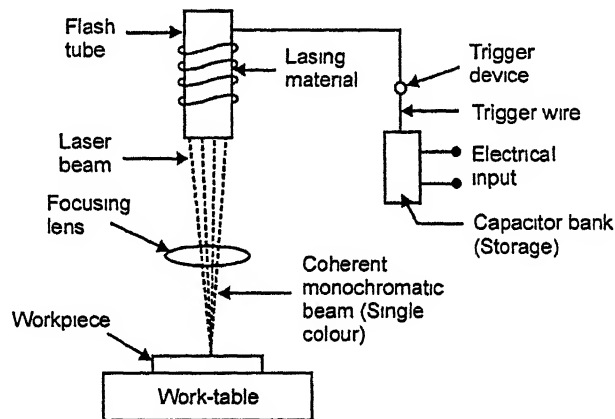 Flash
tube
Lasing
material
Trigger
device
Trigger wire
Laser
beam
Electrical
input
Focusing
lens
Capacitor bank
(Storage)
Coherent
monochromatic
beam (Single
colour)
Workpiece
Work-table